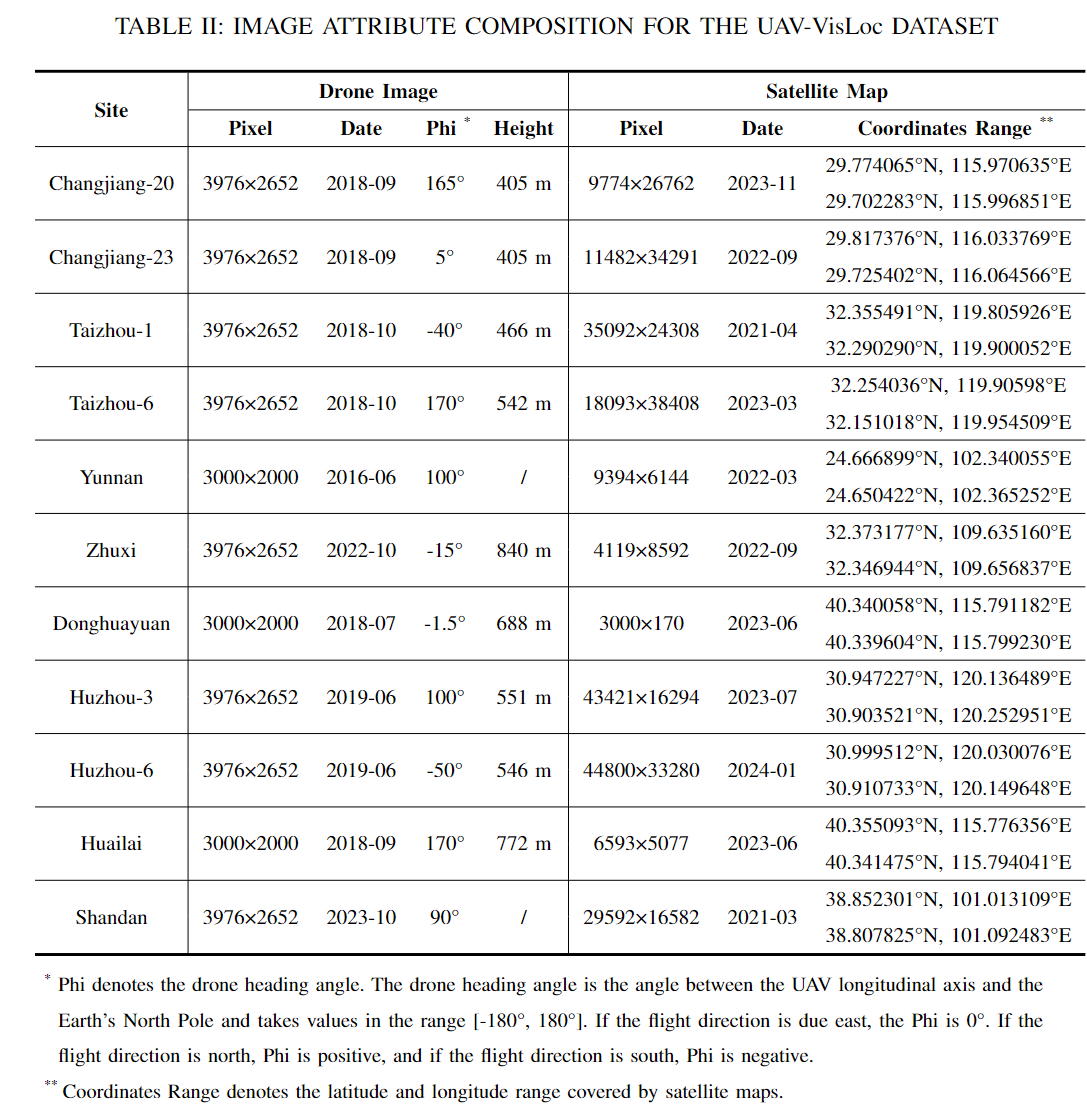 TABLE II: IMAGE ATTRIBUTE COMPOSITION FOR THE UAV-VisLoc DATASET
Site Drone Image Satellite Map
Pixel Date Phi * Height Pixel Date Coordinates Range **
Changjiang-20 3976×2652 2018-09 165° 405 m 9774×26762 2023-11 29.774065°N, 115.970635°E
29.702283°N, 115.996851°E
Changjiang-23 3976×2652 2018-09 5° 405 m 11482×34291 2022-09 29.817376°N, 116.033769°E
29.725402°N, 116.064566°E
Taizhou-1 3976×2652 2018-10 -40° 466 m 35092×24308 2021-04 32.355491°N, 119.805926°E
32.290290°N, 119.900052°E
Taizhou-6 3976×2652 2018-10 170° 542 m 18093×38408 2023-03 32.254036°N, 119.90598°E
32.151018°N, 119.954509°E
Yunnan 3000×2000 2016-06 100° / 9394×6144 2022-03 24.666899°N, 102.340055°E
24.650422°N, 102.365252°E
Zhuxi 3976×2652 2022-10 -15° 840 m 4119×8592 2022-09 32.373177°N, 109.635160°E
32.346944°N, 109.656837°E
Donghuayuan 3000×2000 2018-07 -1.5° 688 m 3000×170 2023-06 40.340058°N, 115.791182°E
40.339604°N, 115.799230°E
Huzhou-3 3976×2652 2019-06 100° 551 m 43421×16294 2023-07 30.947227°N, 120.136489°E
30.903521°N, 120.252951°E
Huzhou-6 3976×2652 2019-06 -50° 546 m 44800×33280 2024-01 30.999512°N, 120.030076°E
30.910733°N, 120.149648°E
Huailai 3000×2000 2018-09 170° 772 m 6593×5077 2023-06 40.355093°N, 115.776356°E
40.341475°N, 115.794041°E
Shandan 3976×2652 2023-10 90° / 29592×16582 2021-03 38.852301°N, 101.013109°E
38.807825°N, 101.092483°E
* Phi denotes the drone heading angle. The drone heading angle is the angle between the UAV longitudinal axis and the
Earth's North Pole and takes values in the range [-180°, 180°]. If the flight direction is due east, the Phi is 0°. If the
flight direction is north, Phi is positive, and if the flight direction is south, Phi is negative.
** Coordinates Range denotes the latitude and longitude range covered by satellite maps.